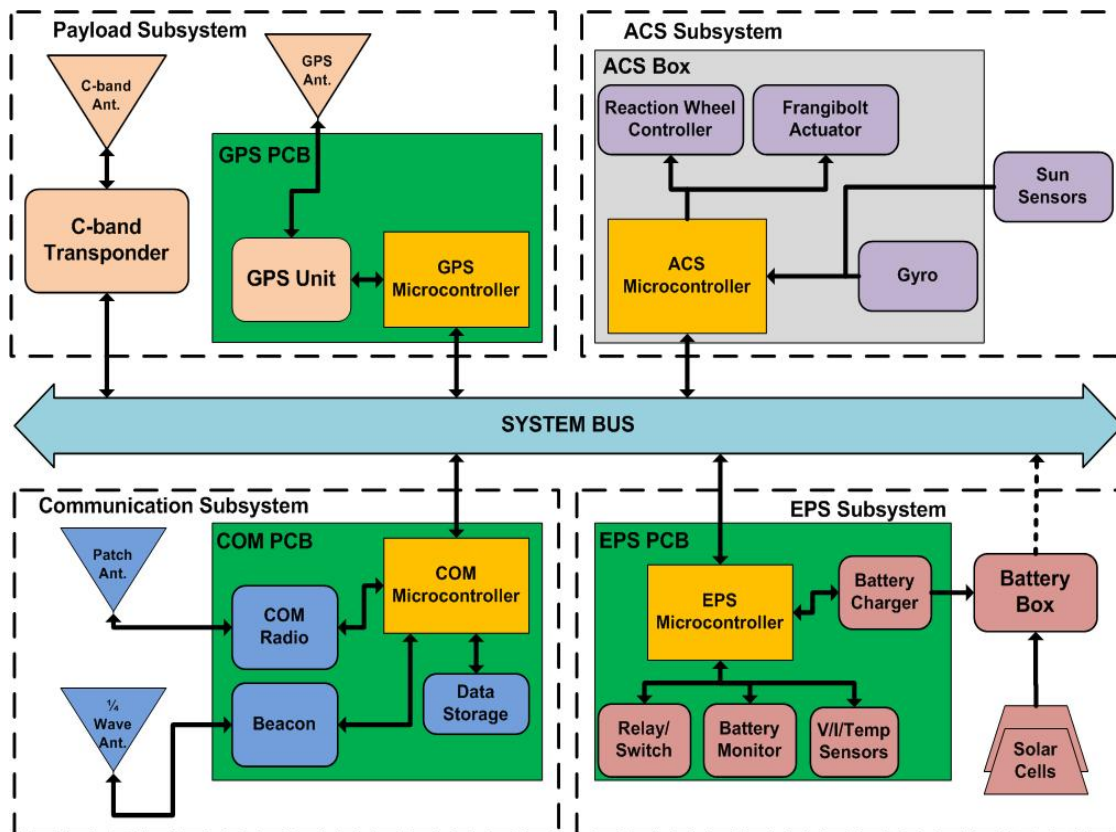 Payload Subsystem
C-band
Ant.
GPS
Ant.
GPS PCB
C-band
Transponder
GPS Unit
GPS
Microcontroller
ACS Subsystem
ACS Box
Reaction Wheel
Controller
Frangibolt
Actuator
Sun
Sensors
ACS
Microcontroller
Gyro
SYSTEM BUS
Communication Subsystem
COM PCB
Patch
Ant.
COM
Radio
COM
Microcontroller
¼
Wave
Ant.
Beacon
Data
Storage
EPS Subsystem
EPS PCB
EPS
Microcontroller
Battery
Charger
Battery
Box
Relay/
Switch
Battery
Monitor
V/I/Temp
Sensors
Solar
Cells